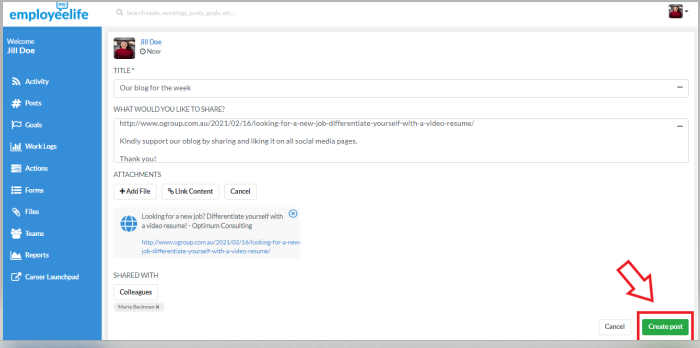 my
employeelife
Search tasks, worklogs, posts, goals, etc..
Welcome
Jill Doe
Activity
Posts
Goals
Work Logs
Actions
Forms
Files
Teams
Reports
Career Launchpad
Jill Doe
Now
TITLE *
Our blog for the week
WHAT WOULD YOU LIKE TO SHARE?
http://www.ogroup.com.au/2021/02/16/looking-for-a-new-job-differentiate-yourself-with-a-video-resume/
Kindly support our oblog by sharing and liking it on all social media pages.
Thank you!
ATTACHMENTS
+ Add File
Link Content
Cancel
Looking for a new job? Differentiate yourself with
a video resume! - Optimum Consulting
http://www.ogroup.com.au/2021/02/16/looking-for-a-new-
job-differentiate-yourself-with-a-video-resume/
SHARED WITH
Colleagues
Maria Backman ×
Cancel
Create post